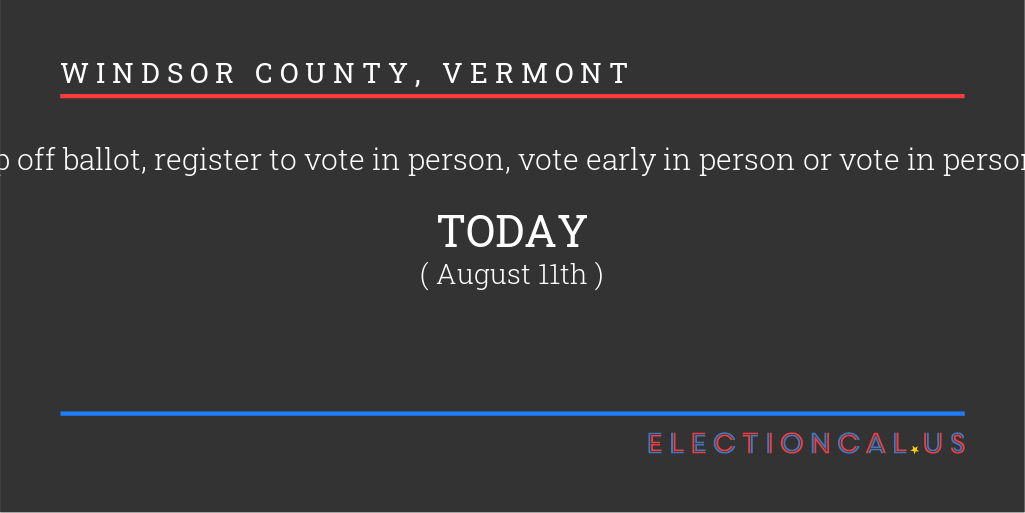 WINDSOR COUNTY, VERMONT
off ballot, register to vote in person, vote early in person or vote in person
TODAY
( August 11th )
ELECTIONCAL.US